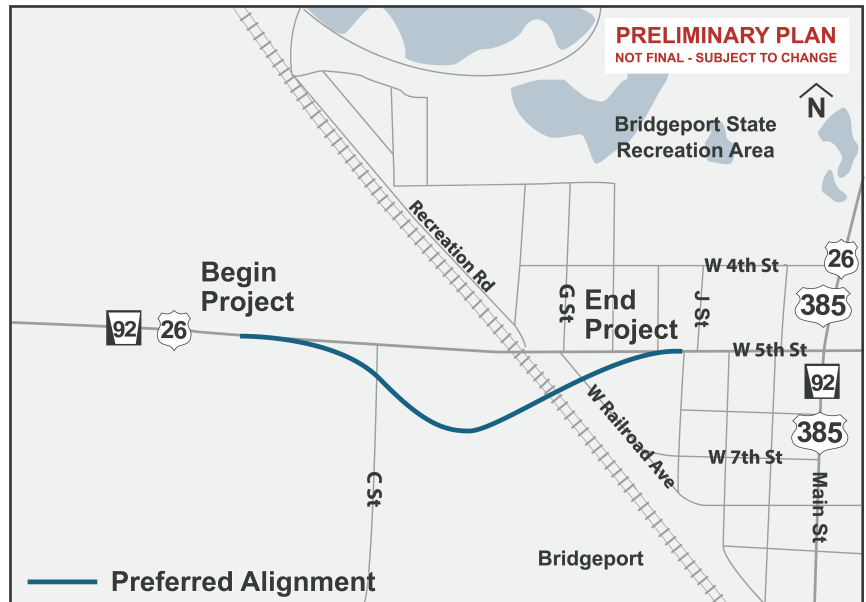 PRELIMINARY PLAN
NOT FINAL - SUBJECT TO CHANGE
N
Bridgeport State
Recreation Area
Recreation Rd
W 4th St
26
385
Begin
Project
G St
End
Project
J St
92
26
W 5th St
92
385
W Railroad Ave
W 7th St
C St
Main St
Bridgeport
Preferred Alignment